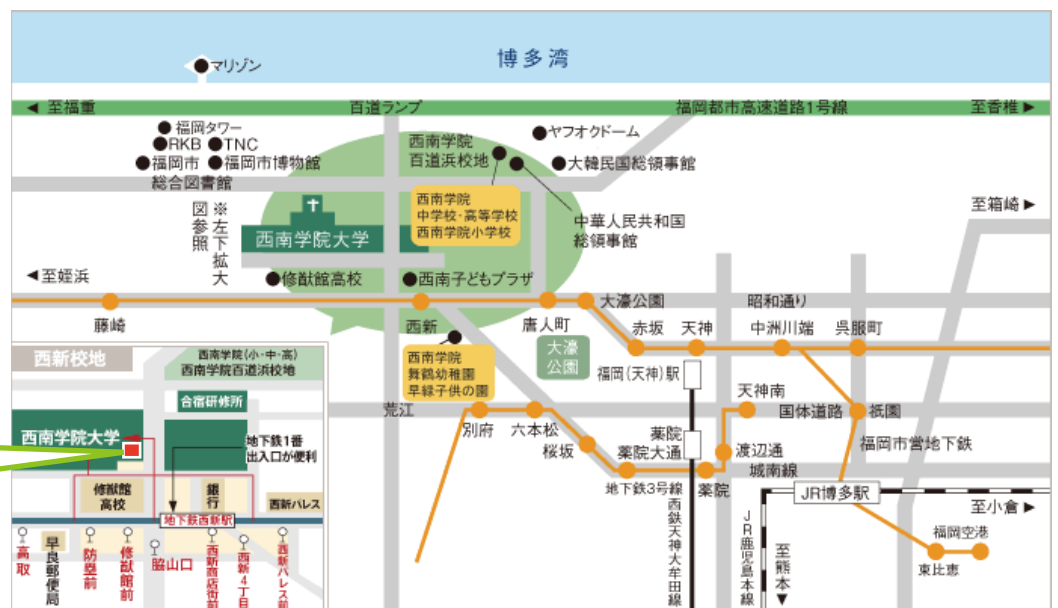 博多湾
マリゾン
◀ 至福重
百道ランプ
福岡都市高速道路1号線
至香椎 ▶
福岡タワー
RKB
TNC
福岡市
総合図書館
福岡市博物館
西南学院
百道浜校地
ヤフオクドーム
大韓民国総領事館
西南学院
中学校・高等学校
西南学院小学校
中華人民共和国
総領事館
至箱崎 ▶
※左下拡大
図参照
西南学院大学
◀至姪浜
修猷館高校
西南子どもプラザ
藤崎
西新
唐人町
大濠公園
昭和通り
赤坂
天神
中洲川端
呉服町
大濠
公園
西南学院
舞鶴幼稚園
早緑子供の園
福岡(天神)駅
天神南
荒江
別府
六本松
桜坂
薬院
薬院大通
渡辺通
国体道路
祇園
福岡市営地下鉄
城南線
地下鉄3号線
薬院
西鉄天神大牟田線
JR鹿児島本線
至熊本▼
JR博多駅
至小倉 ▶
福岡空港
東比恵
西新校地
西南学院(小・中・高)
西南学院百道浜校地
合宿研修所
西南学院大学
地下鉄1番
出入口が便利
修猷館
高校
銀行
西新パレス
地下鉄西新駅
高取
早良郵便局
防塁前
修猷館前
脇山口
西新商店街前
西新4丁目
西新パレス前